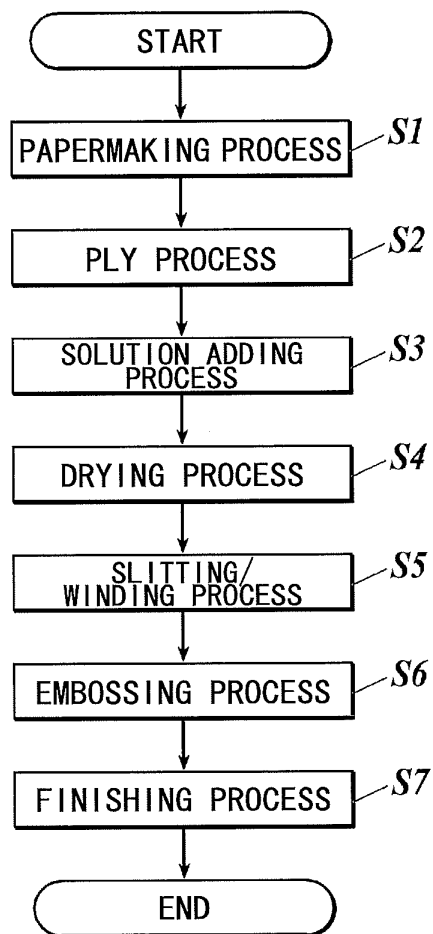 START
PAPERMAKING PROCESS S1
PLY PROCESS S2
SOLUTION ADDING S3
PROCESS
DRYING PROCESS S4
SLITTING/ S5
WINDING PROCESS
EMBOSSING PROCESS S6
FINISHING PROCESS S7
END